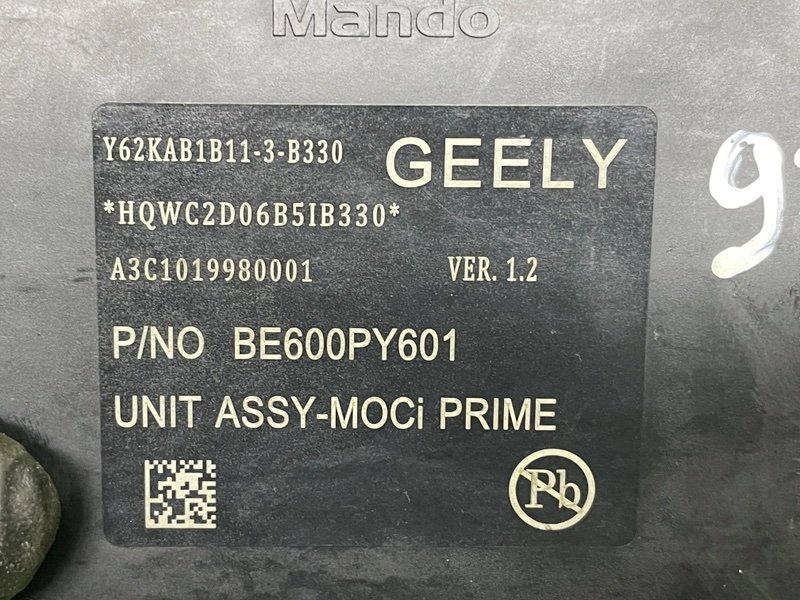 Mando
Y62KAB1B11-3-B330
GEELY
*HQWC2D06B5IB330*
A3C1019980001 VER. 1.2
P/NO BE600PY601
UNIT ASSY-MOCi PRIME
Pb